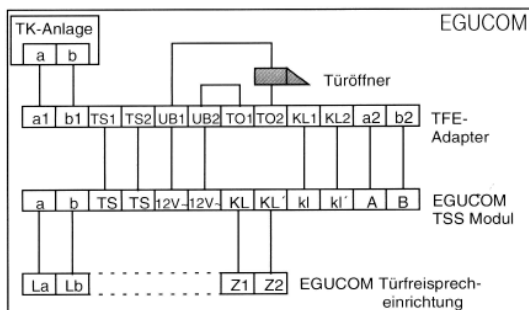 EGUCOM
TK-Anlage
a b
Türöffner
a1 b1 TS1 TS2 UB1 UB2 TO1 TO2 KL1 KL2 a2 b2
TFE-
Adapter
a b TS TS 12V~ 12V~ KL KL´ kl kl´ A B
EGUCOM
TSS Modul
La Lb Z1 Z2
EGUCOM Türfreisprech-
einrichtung